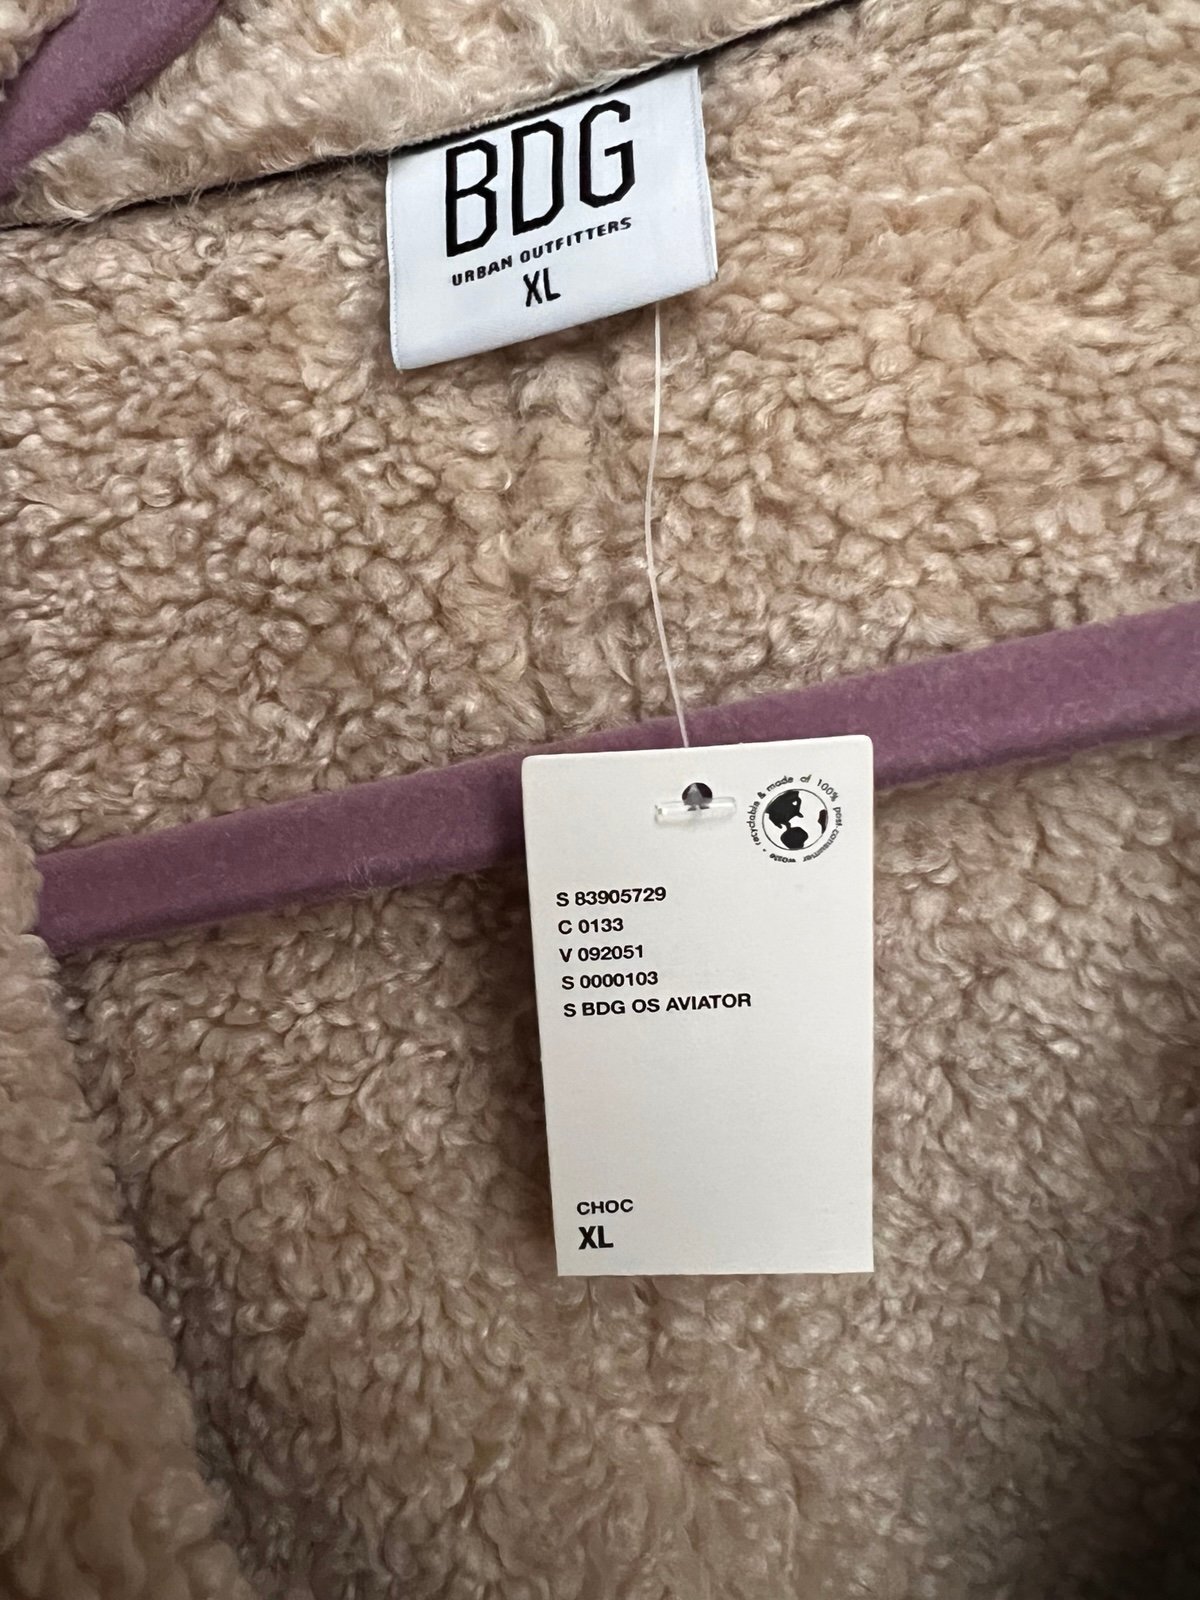 BDG
URBAN OUTFITTERS
XL
recyclable & made of 100% post-consumer waste •
S 83905729
C 0133
V 092051
S 0000103
S BDG OS AVIATOR
CHOC
XL